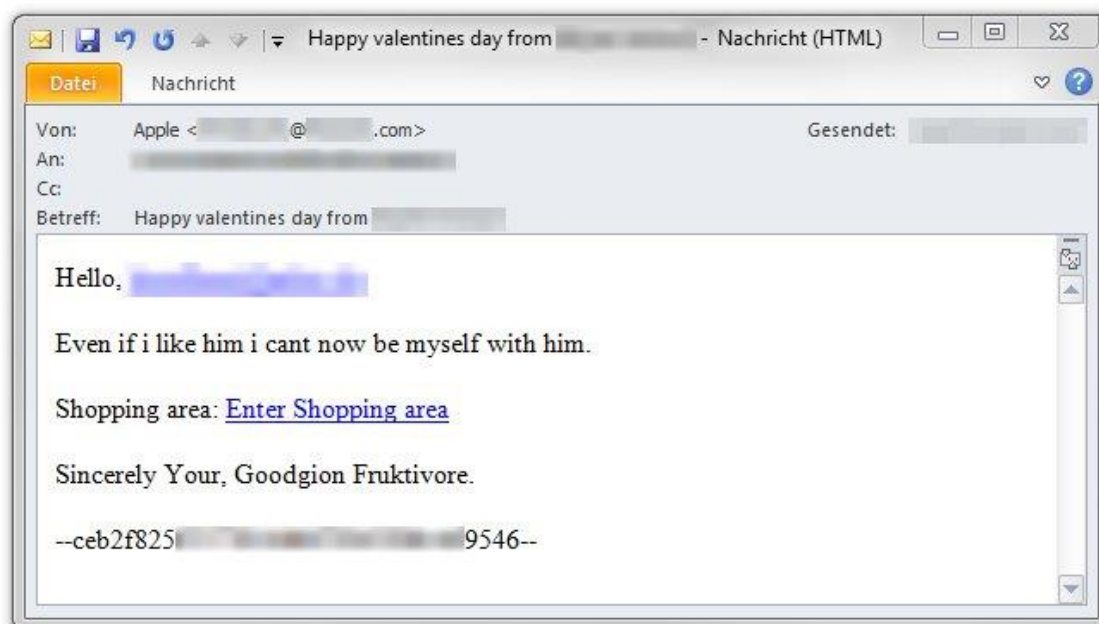 Happy valentines day from - Nachricht (HTML)
Datei Nachricht
Von: Apple < @ .com> Gesendet:
An:
Cc:
Betreff: Happy valentines day from
Hello,
Even if i like him i cant now be myself with him.
Shopping area: Enter Shopping area
Sincerely Your, Goodgion Fruktivore.
--ceb2f825 9546--